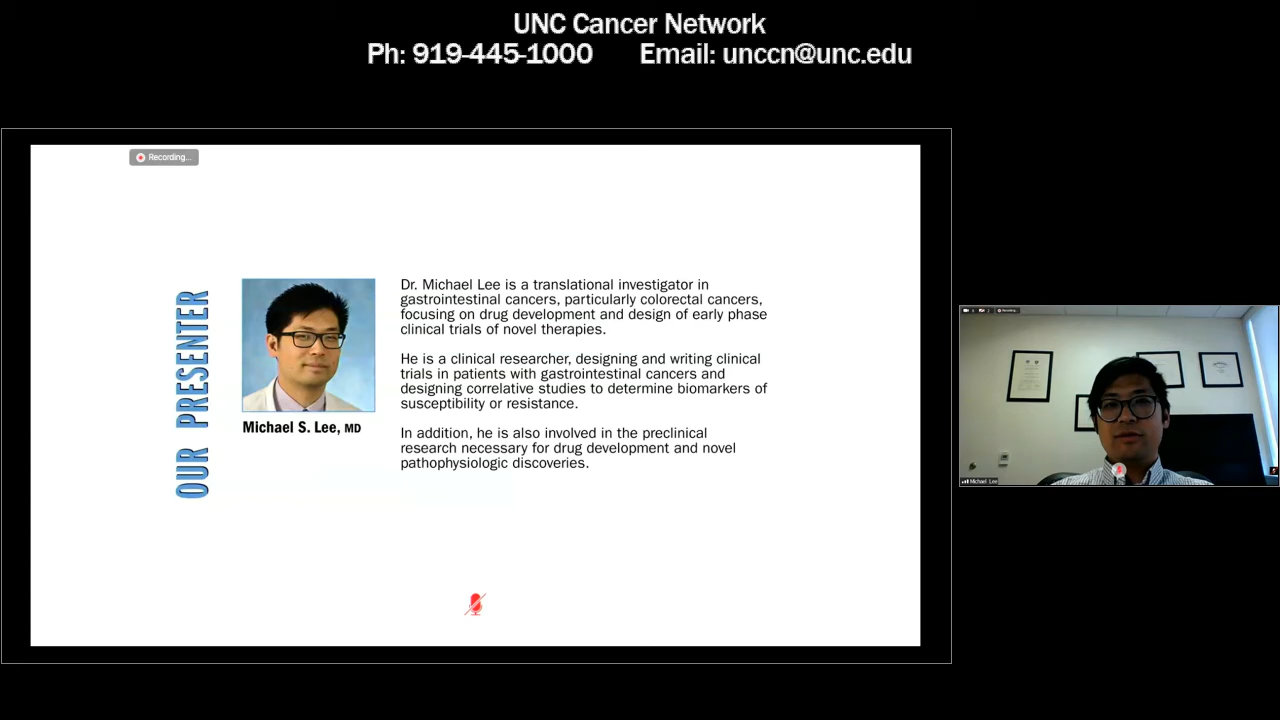 UNC Cancer Network
Ph: 919-445-1000 Email: unccn@unc.edu
Recording...
OUR PRESENTER
Michael S. Lee, MD
Dr. Michael Lee is a translational investigator in
gastrointestinal cancers, particularly colorectal cancers,
focusing on drug development and design of early phase
clinical trials of novel therapies.
He is a clinical researcher, designing and writing clinical
trials in patients with gastrointestinal cancers and
designing correlative studies to determine biomarkers of
susceptibility or resistance.
In addition, he is also involved in the preclinical
research necessary for drug development and novel
pathophysiologic discoveries.
Recording...
Michael Lee